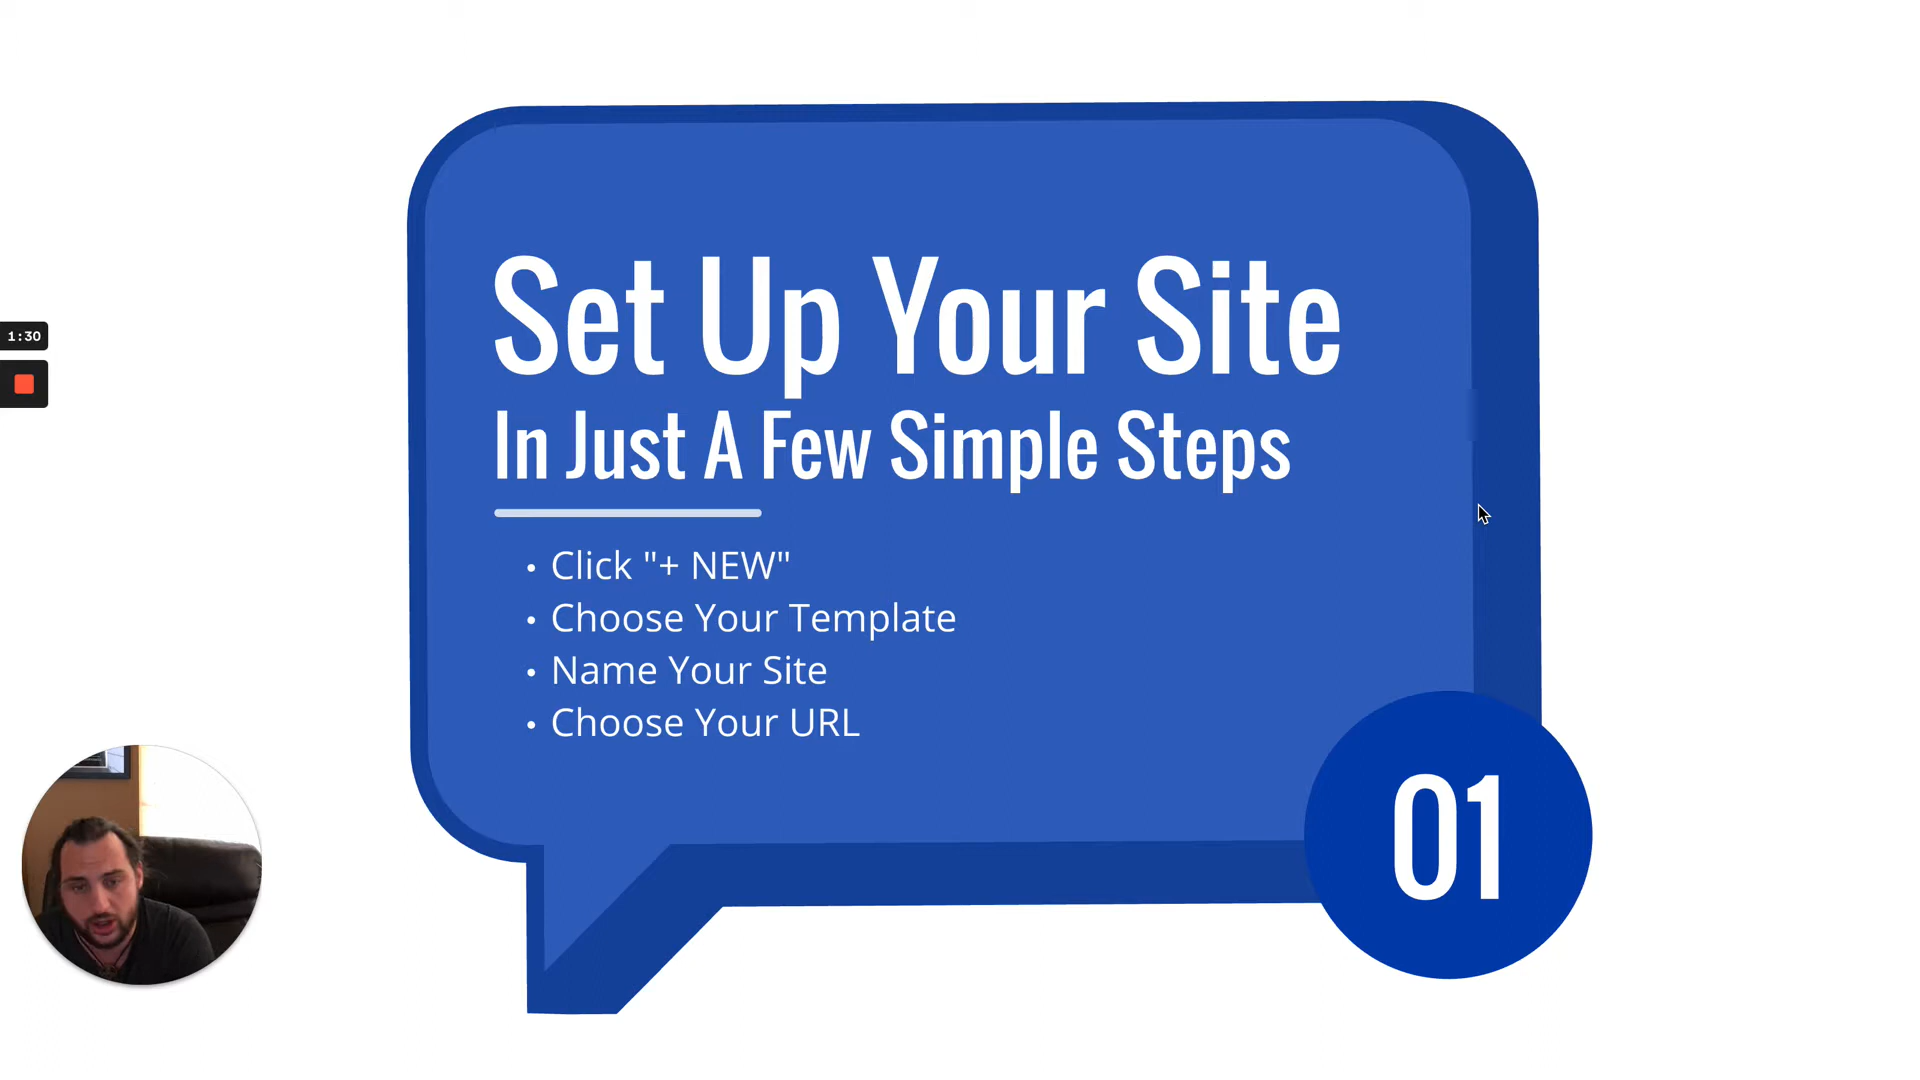 Set Up Your Site
In Just A Few Simple Steps
1:30
• Click "+ NEW"
• Choose Your Template
• Name Your Site
• Choose Your URL
01